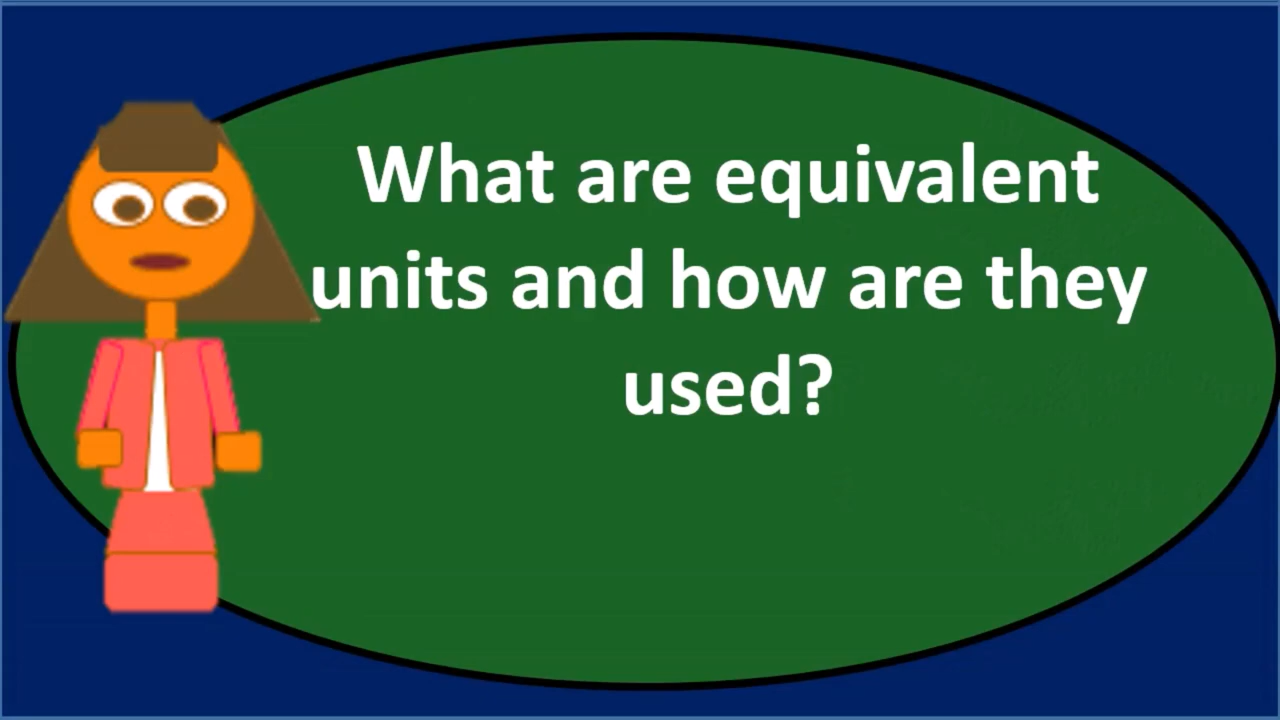 What are equivalent
units and how are they
used?